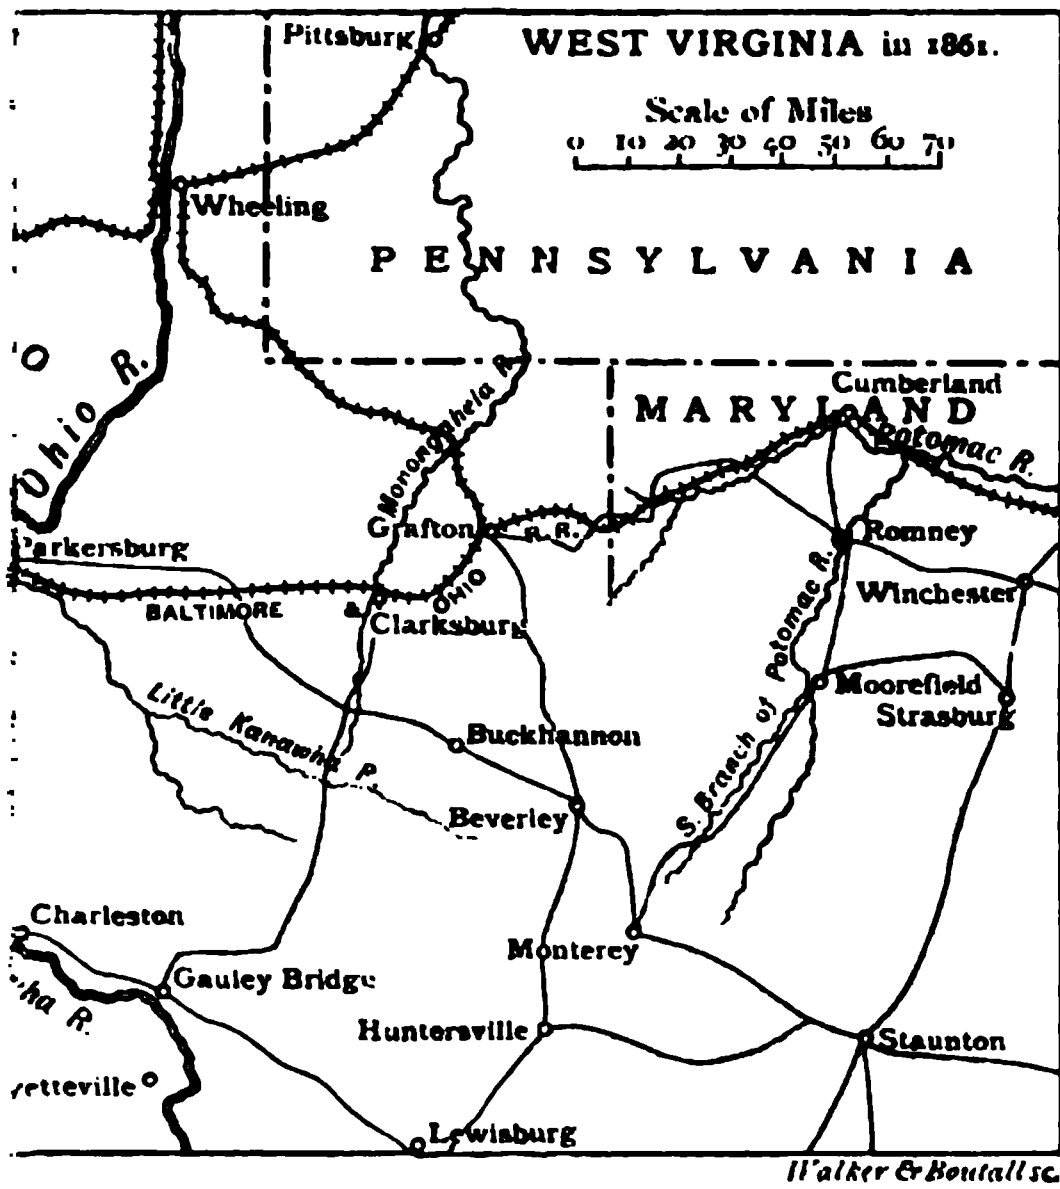 Pittsburg
WEST VIRGINIA in 1861.
Scale of Miles
0 10 20 30 40 50 60 70
Wheeling
PENNSYLVANIA
O
Ohio R.
Monongahela R.
Cumberland
MARYLAND
Potomac R.
Grafton
R. R.
Romney
Parkersburg
BALTIMORE & OHIO
Winchester
Clarksburg
S. Branch of Potomac R.
Moorefield
Strasburg
Little Kanawha R.
Buckhannon
Beverley
Charleston
Monterey
Gauley Bridge
ha R.
Huntersville
Staunton
etteville
Lewisburg
Walker & Boutall sc.